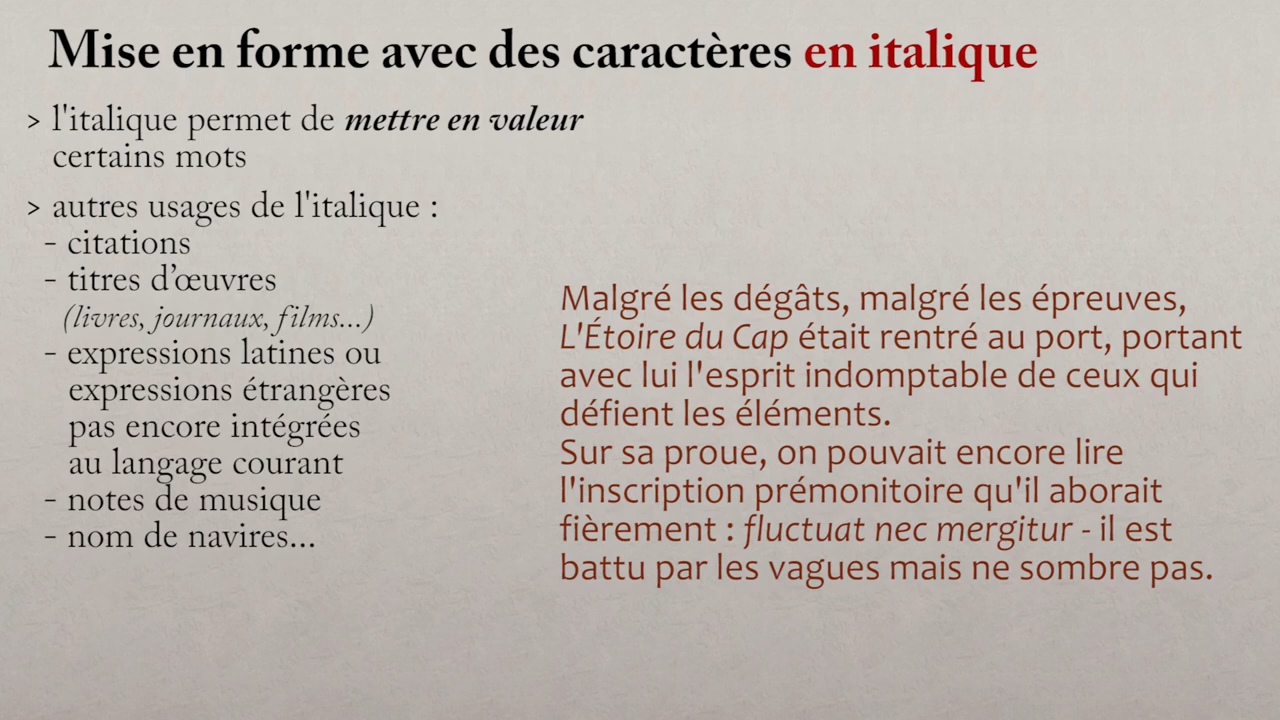 Mise en forme avec des caractères en italique
> l'italique permet de mettre en valeur
certains mots
> autres usages de l'italique :
- citations
- titres d’œuvres
(livres, journaux, films...)
- expressions latines ou
expressions étrangères
pas encore intégrées
au langage courant
- notes de musique
- nom de navires...
Malgré les dégâts, malgré les épreuves,
L'Étoire du Cap était rentré au port, portant
avec lui l'esprit indomptable de ceux qui
défient les éléments.
Sur sa proue, on pouvait encore lire
l'inscription prémonitoire qu'il aborait
fièrement : fluctuat nec mergitur - il est
battu par les vagues mais ne sombre pas.